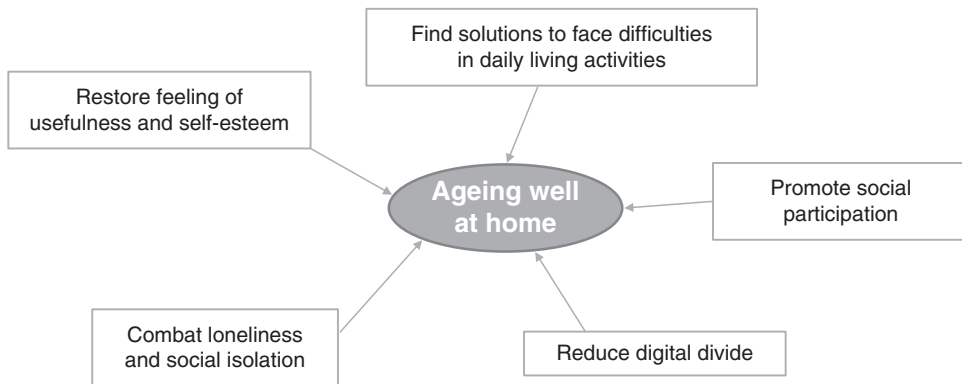 Find solutions to face difficulties
in daily living activities
Restore feeling of
usefulness and self-esteem
Ageing well
at home
Promote social
participation
Combat loneliness
and social isolation
Reduce digital divide